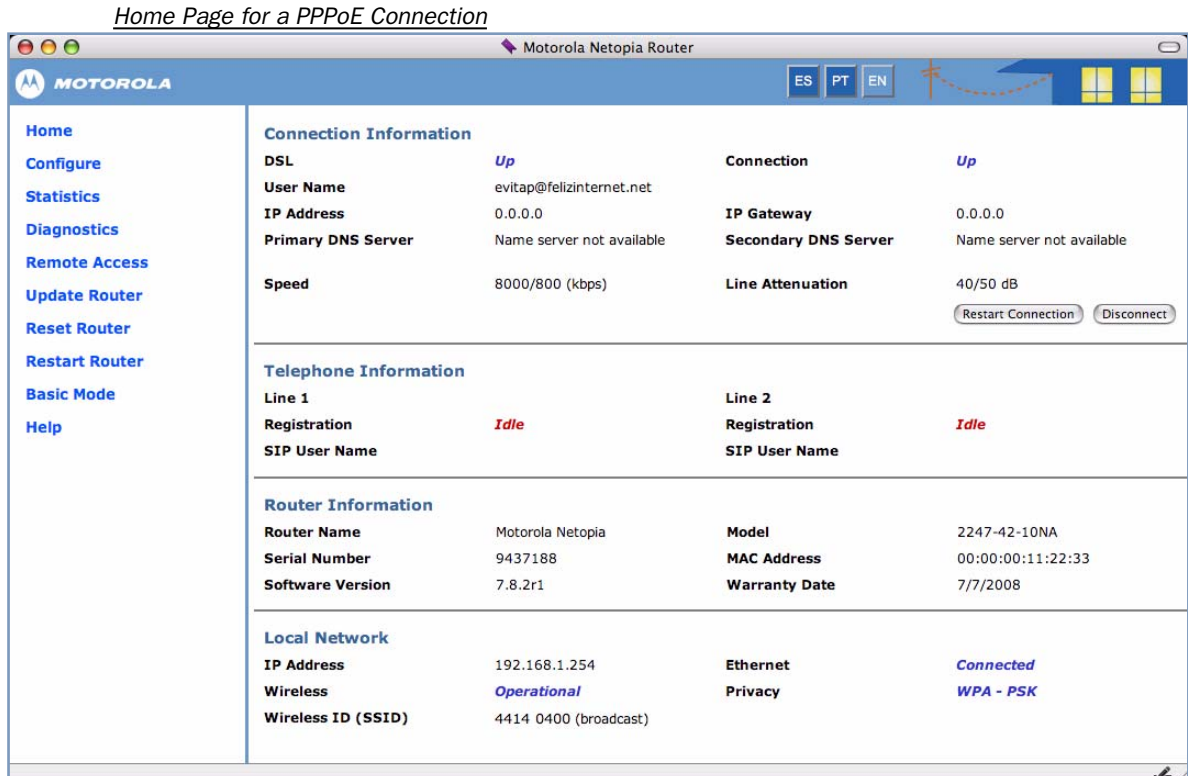 Home Page for a PPPoE Connection
Motorola Netopia Router
MOTOROLA
ES PT EN
Home
Configure
Statistics
Diagnostics
Remote Access
Update Router
Reset Router
Restart Router
Basic Mode
Help
Connection Information
DSL Up Connection Up
User Name evitap@felizinternet.net
IP Address 0.0.0.0 IP Gateway 0.0.0.0
Primary DNS Server Name server not available Secondary DNS Server Name server not available
Speed 8000/800 (kbps) Line Attenuation 40/50 dB
Restart Connection Disconnect
Telephone Information
Line 1 Line 2
Registration Idle Registration Idle
SIP User Name SIP User Name
Router Information
Router Name Motorola Netopia Model 2247-42-10NA
Serial Number 9437188 MAC Address 00:00:00:11:22:33
Software Version 7.8.2r1 Warranty Date 7/7/2008
Local Network
IP Address 192.168.1.254 Ethernet Connected
Wireless Operational Privacy WPA - PSK
Wireless ID (SSID) 4414 0400 (broadcast)